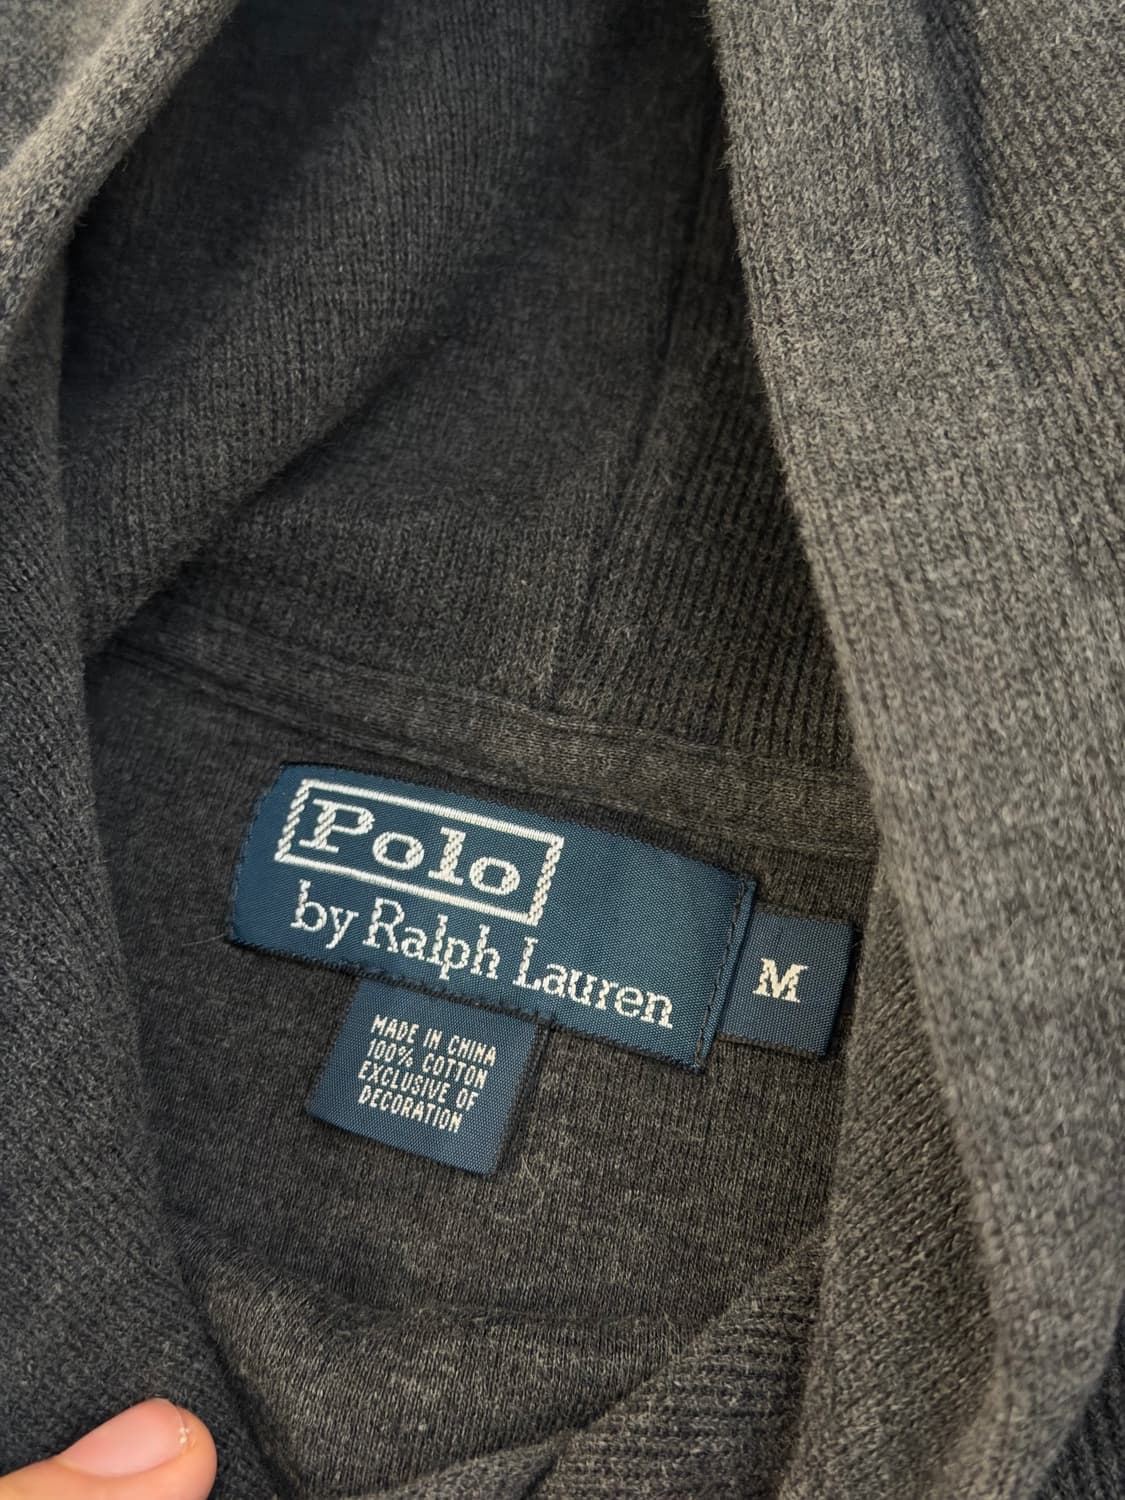 Polo
by Ralph Lauren
M
MADE IN CHINA
100% COTTON
EXCLUSIVE OF
DECORATION